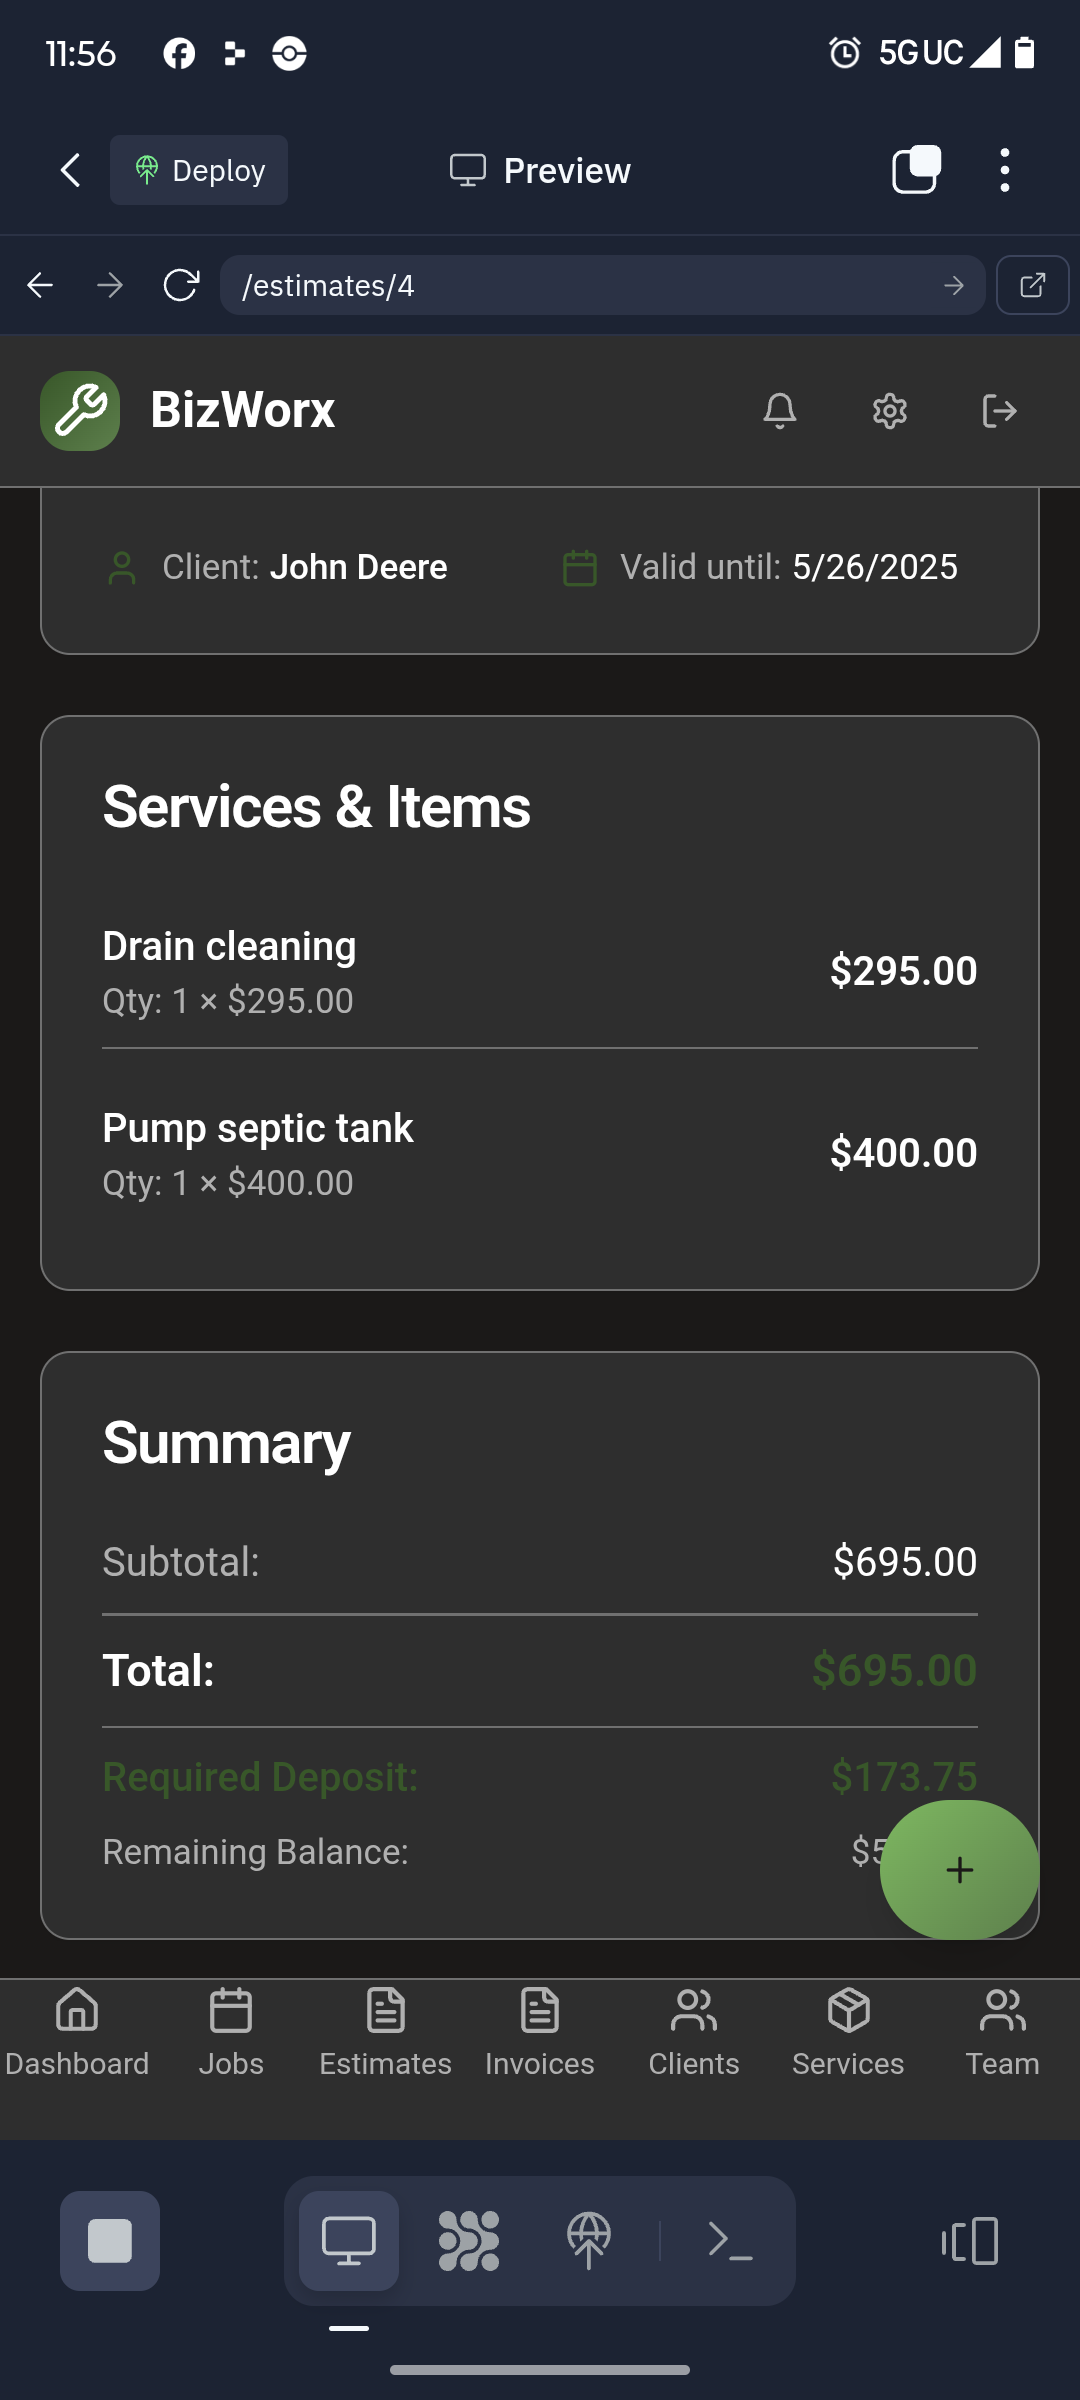 11:56
5G UC
Deploy
Preview
/estimates/4
BizWorx
Client: John Deere
Valid until: 5/26/2025
Services & Items
Drain cleaning
$295.00
Qty: 1 × $295.00
Pump septic tank
$400.00
Qty: 1 × $400.00
Summary
Subtotal: $695.00
Total: $695.00
Required Deposit: $173.75
Remaining Balance: $5
Dashboard Jobs Estimates Invoices Clients Services Team